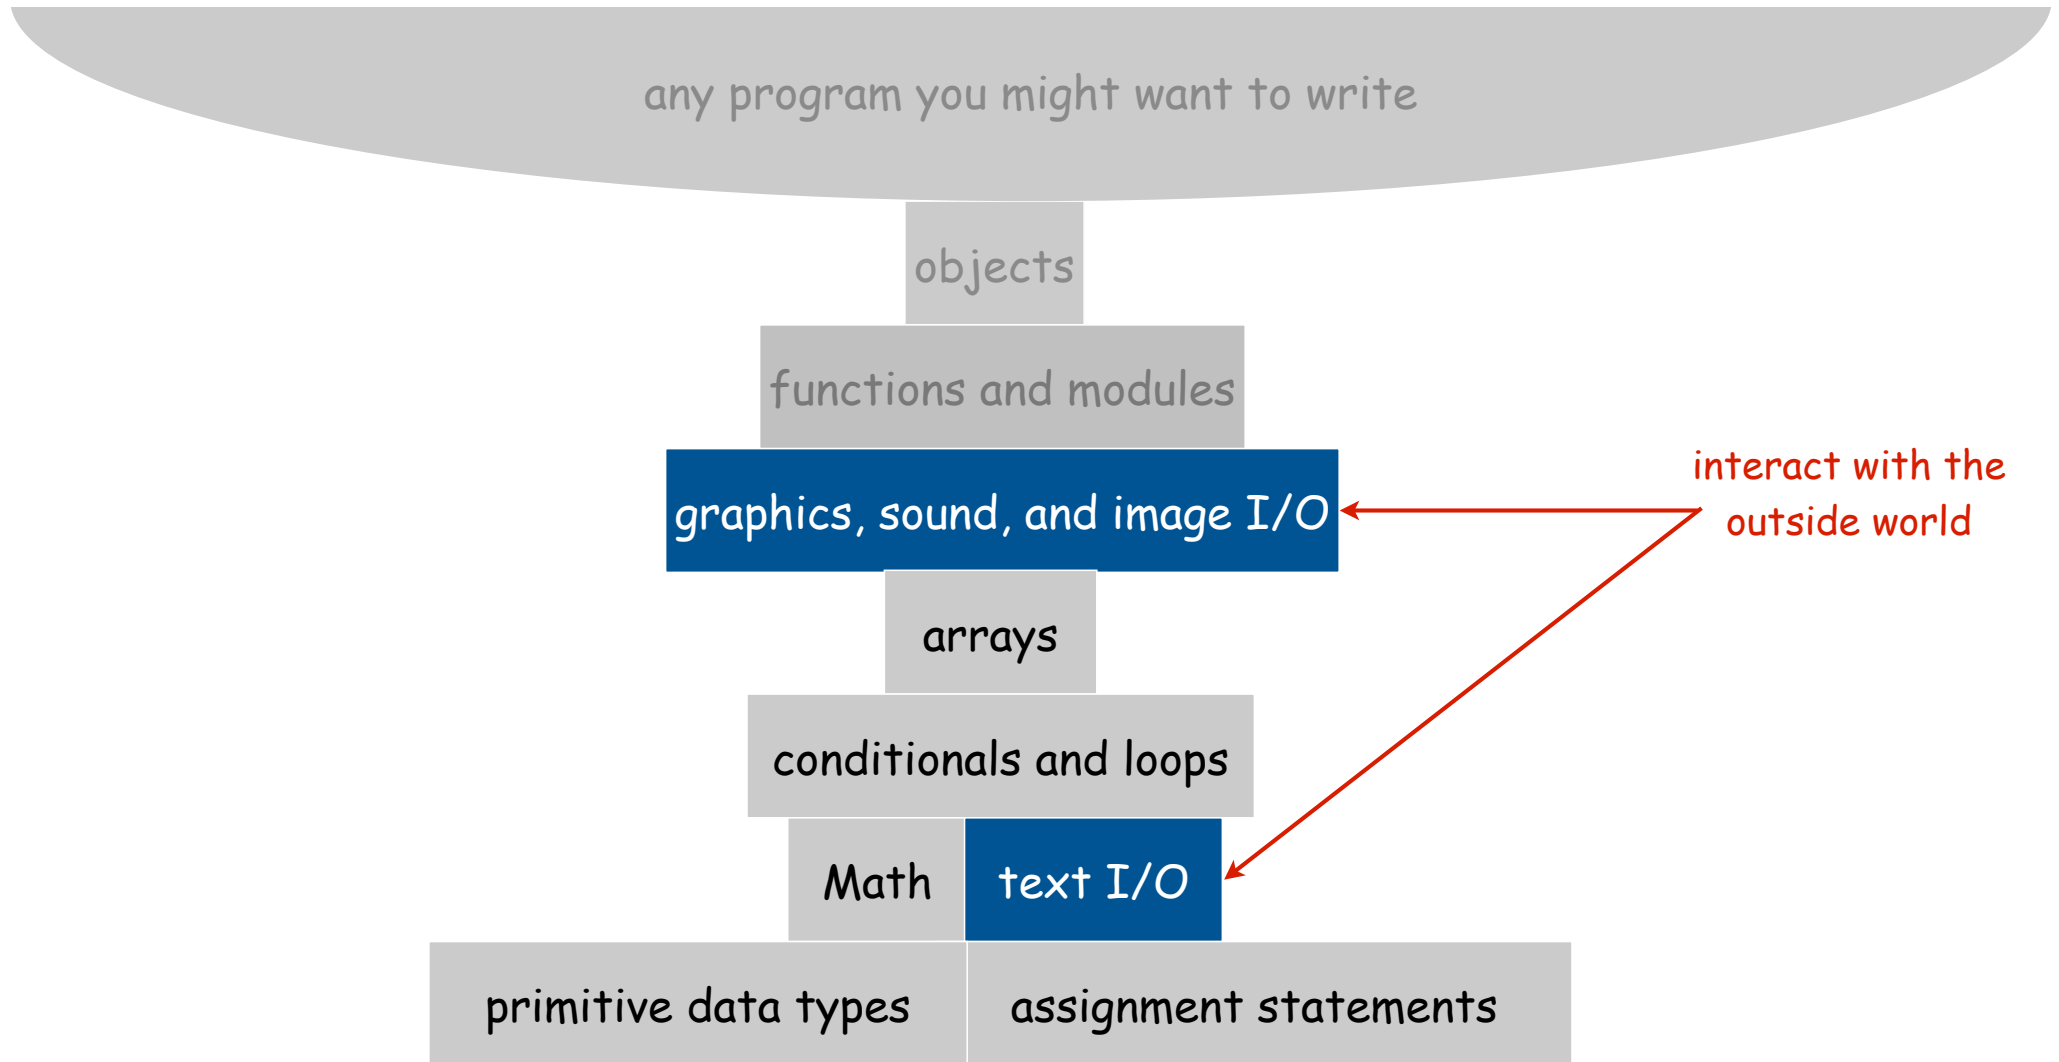 any program you might want to write
objects
functions and modules
graphics, sound, and image I/O
interact with the
outside world
arrays
conditionals and loops
Math
text I/O
primitive data types
assignment statements